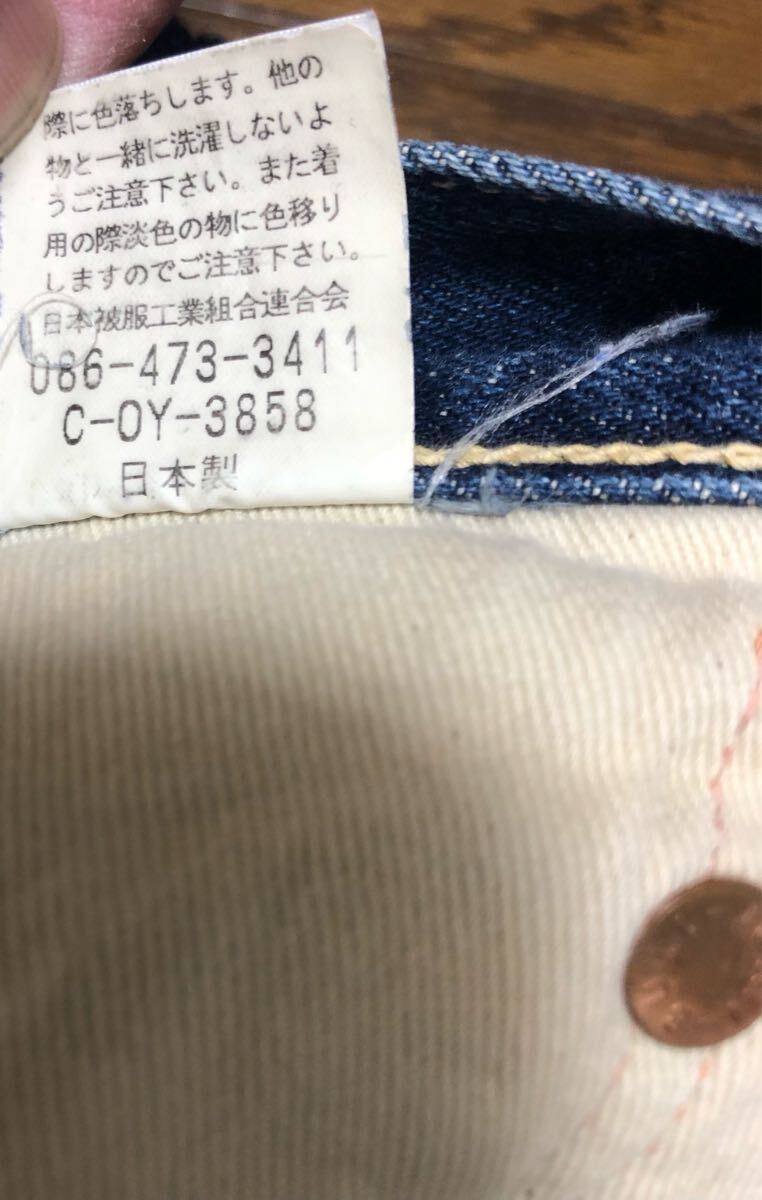 際に色落ちします。他の
物と一緒に洗濯しないよ
うご注意下さい。また着
用の際淡色の物に色移り
しますのでご注意下さい。
日本被服工業組合連合会
086-473-3411
C-OY-3858
日本製